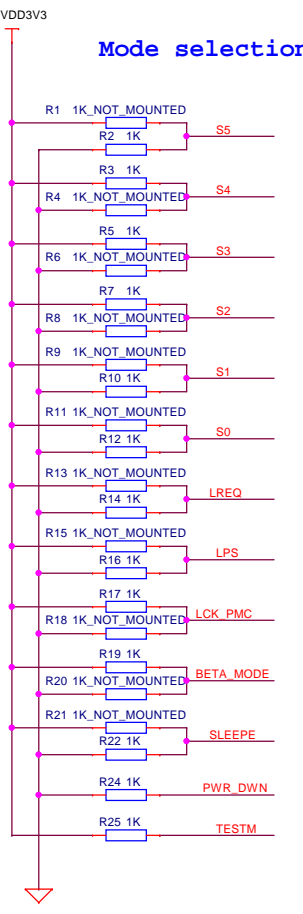 VDD3V3
Mode selection
R1 1K_NOT_MOUNTED
R2 1K
S5
R3 1K
R4 1K_NOT_MOUNTED
S4
R5 1K
R6 1K_NOT_MOUNTED
S3
R7 1K
R8 1K_NOT_MOUNTED
S2
R9 1K_NOT_MOUNTED
R10 1K
S1
R11 1K_NOT_MOUNTED
R12 1K
S0
R13 1K_NOT_MOUNTED
R14 1K
LREQ
R15 1K_NOT_MOUNTED
R16 1K
LPS
R17 1K
R18 1K_NOT_MOUNTED
LCK_PMC
R19 1K
R20 1K_NOT_MOUNTED
BETA_MODE
R21 1K_NOT_MOUNTED
R22 1K
SLEEPE
R24 1K
PWR_DWN
R25 1K
TESTM